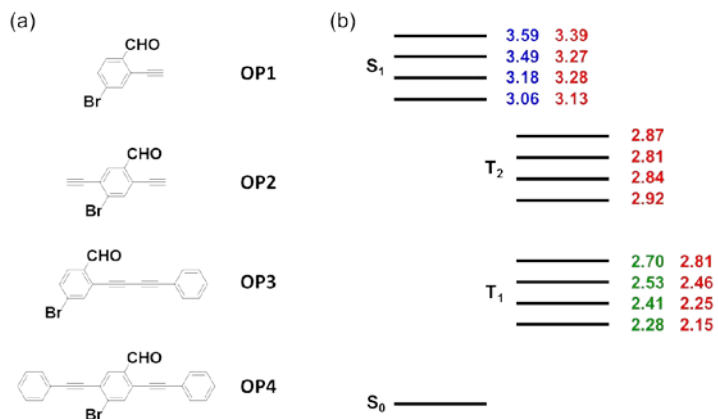 (a)
CHO
OP1
Br
CHO
OP2
Br
CHO
OP3
Br
CHO
OP4
Br
(b)
S1
3.59 3.39
3.49 3.27
3.18 3.28
3.06 3.13
T2
2.87
2.81
2.84
2.92
T1
2.70 2.81
2.53 2.46
2.41 2.25
2.28 2.15
S0